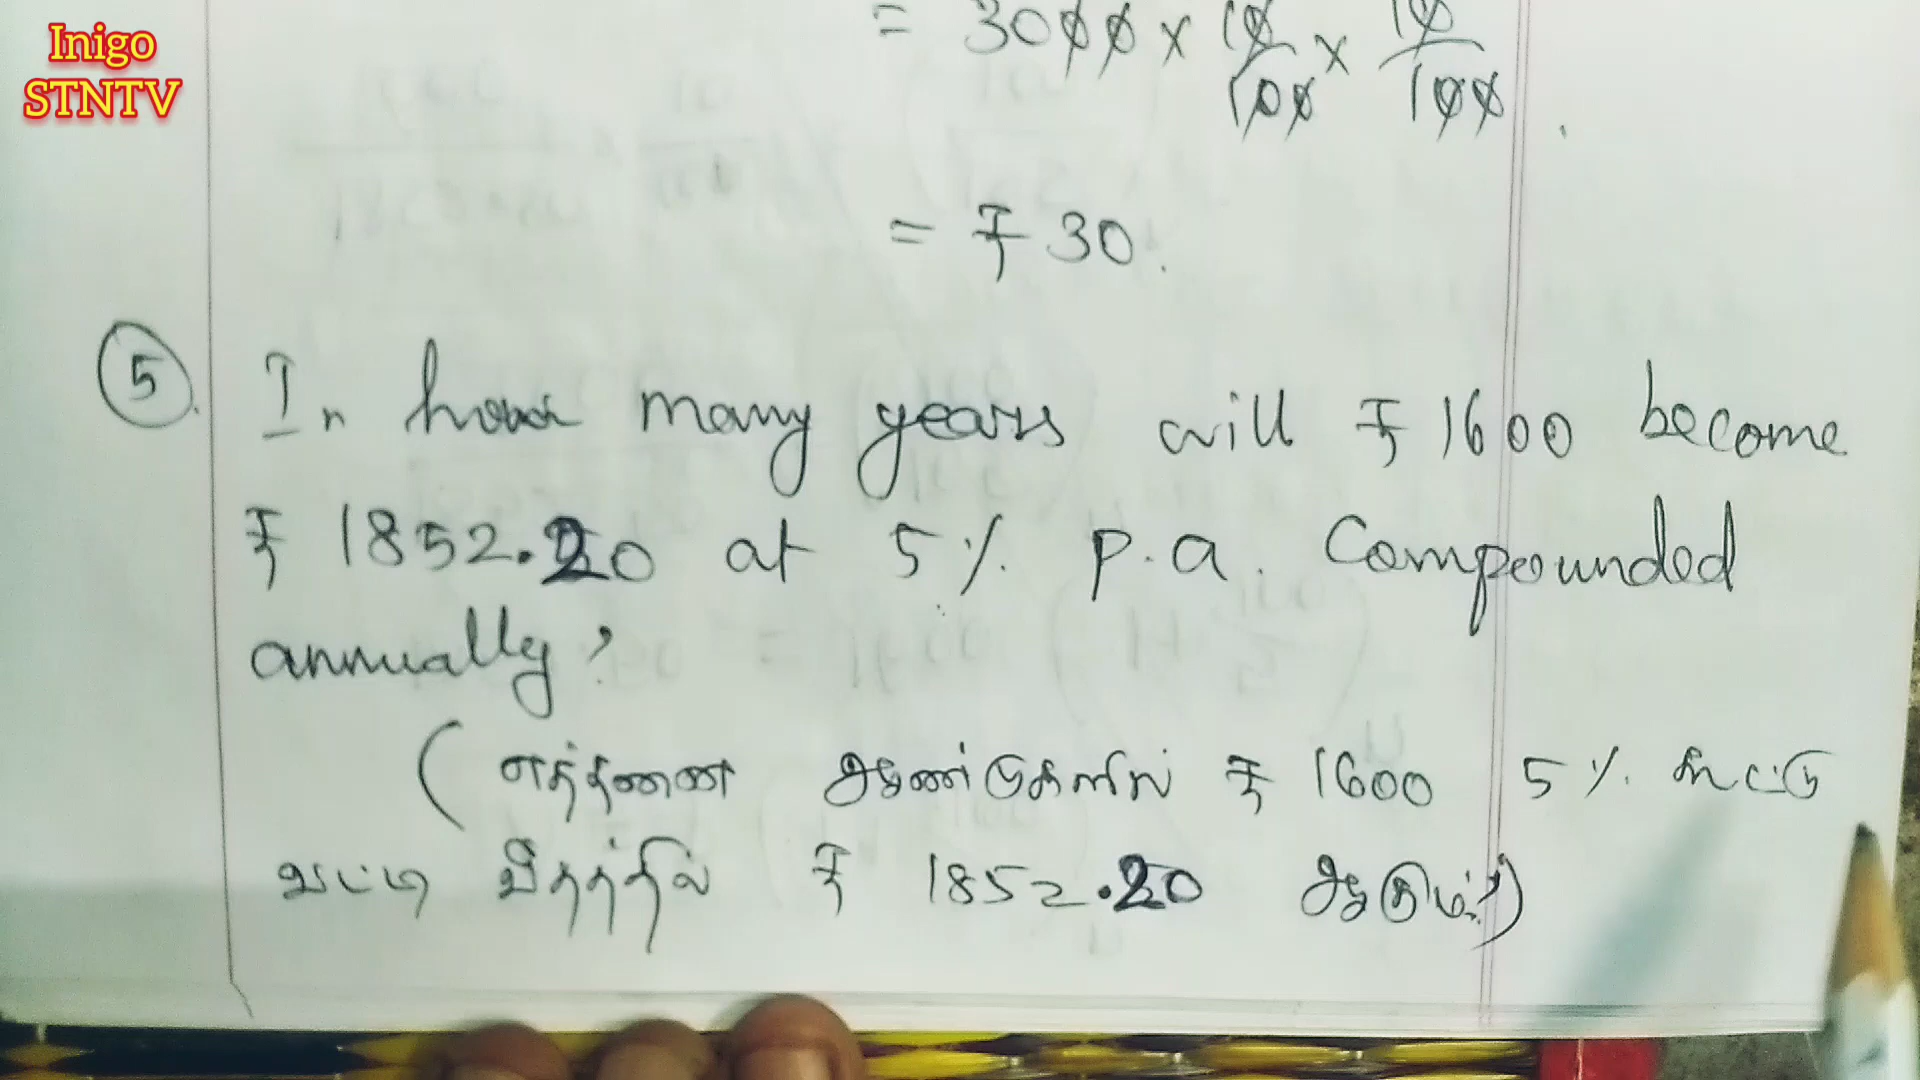 Inigo
STNTV
= 3000 × 10/100 × 10/100
= ₹ 30.
5. In how many years will ₹ 1600 become
₹ 1852.20 at 5 % p.a. compounded
annually?
(எத்தனை ஆண்டுகளில் ₹ 1600 5 % கூட்டு
வட்டி வீதத்தில் ₹ 1852.20 ஆகும்?)